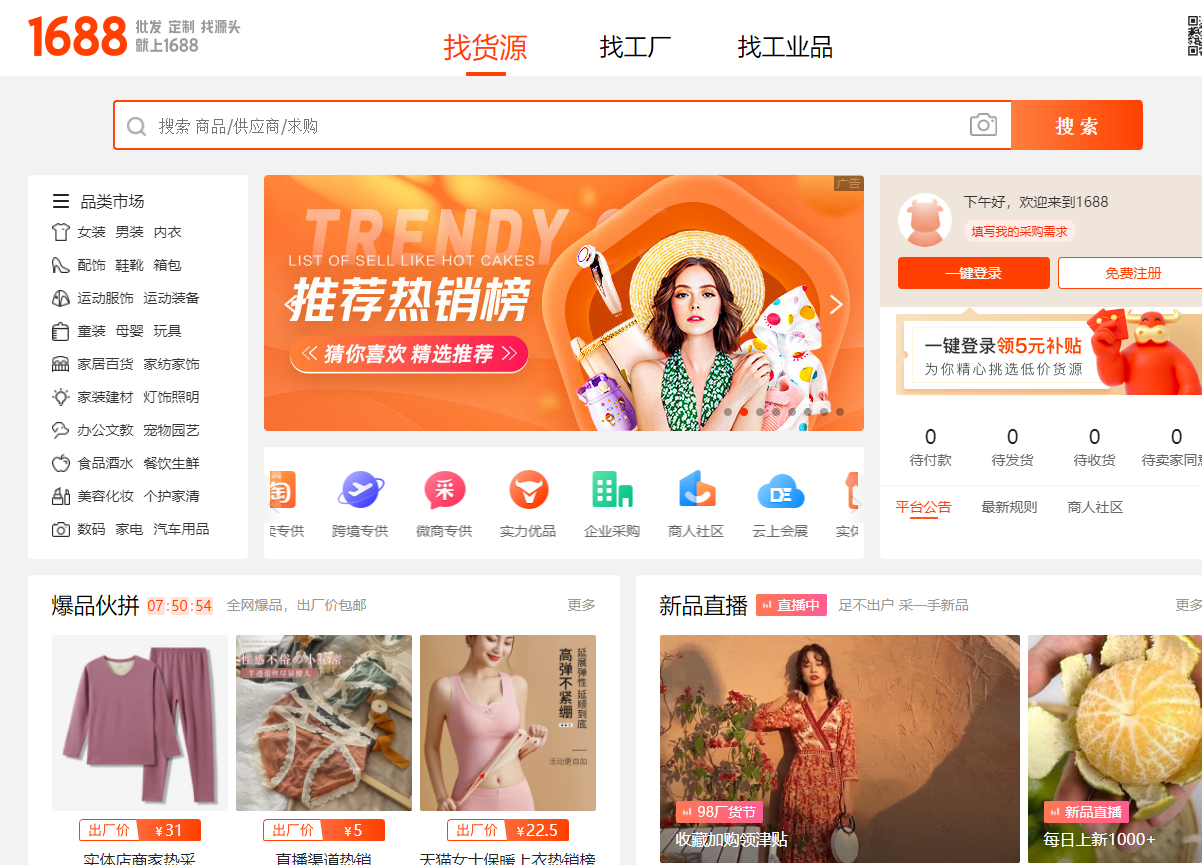 1688 批发 定制 找源头
就上1688
找货源 找工厂 找工业品
搜索 商品/供应商/求购 搜 索
品类市场
女装 男装 内衣
配饰 鞋靴 箱包
运动服饰 运动装备
童装 母婴 玩具
家居百货 家纺家饰
家装建材 灯饰照明
办公文教 宠物园艺
食品酒水 餐饮生鲜
美容化妆 个护家清
数码 家电 汽车用品
广告
TRENDY
LIST OF SELL LIKE HOT CAKES
推荐热销榜
猜你喜欢 精选推荐
淘 采 DE
卖专供 跨境专供 微商专供 实力优品 企业采购 商人社区 云上会展 实体
下午好，欢迎来到1688
填写我的采购需求
一键登录 免费注册
一键登录领5元补贴
为你精心挑选低价货源
0 0 0 0
待付款 待发货 待收货 待卖家同意
平台公告 最新规则 商人社区
爆品伙拼 07:50:54 全网爆品，出厂价包邮 更多
性感不俗の小秘密
延展弹性 延顺到底
高弹不紧绷
活动更自如
出厂价 ¥31 出厂价 ¥5 出厂价 ¥22.5
实体店商家热采 直播渠道热销 天猫女士保暖上衣热销榜
新品直播 直播中 足不出户 采一手新品 更多
98厂货节
收藏加购领津贴
新品直播
每日上新1000+